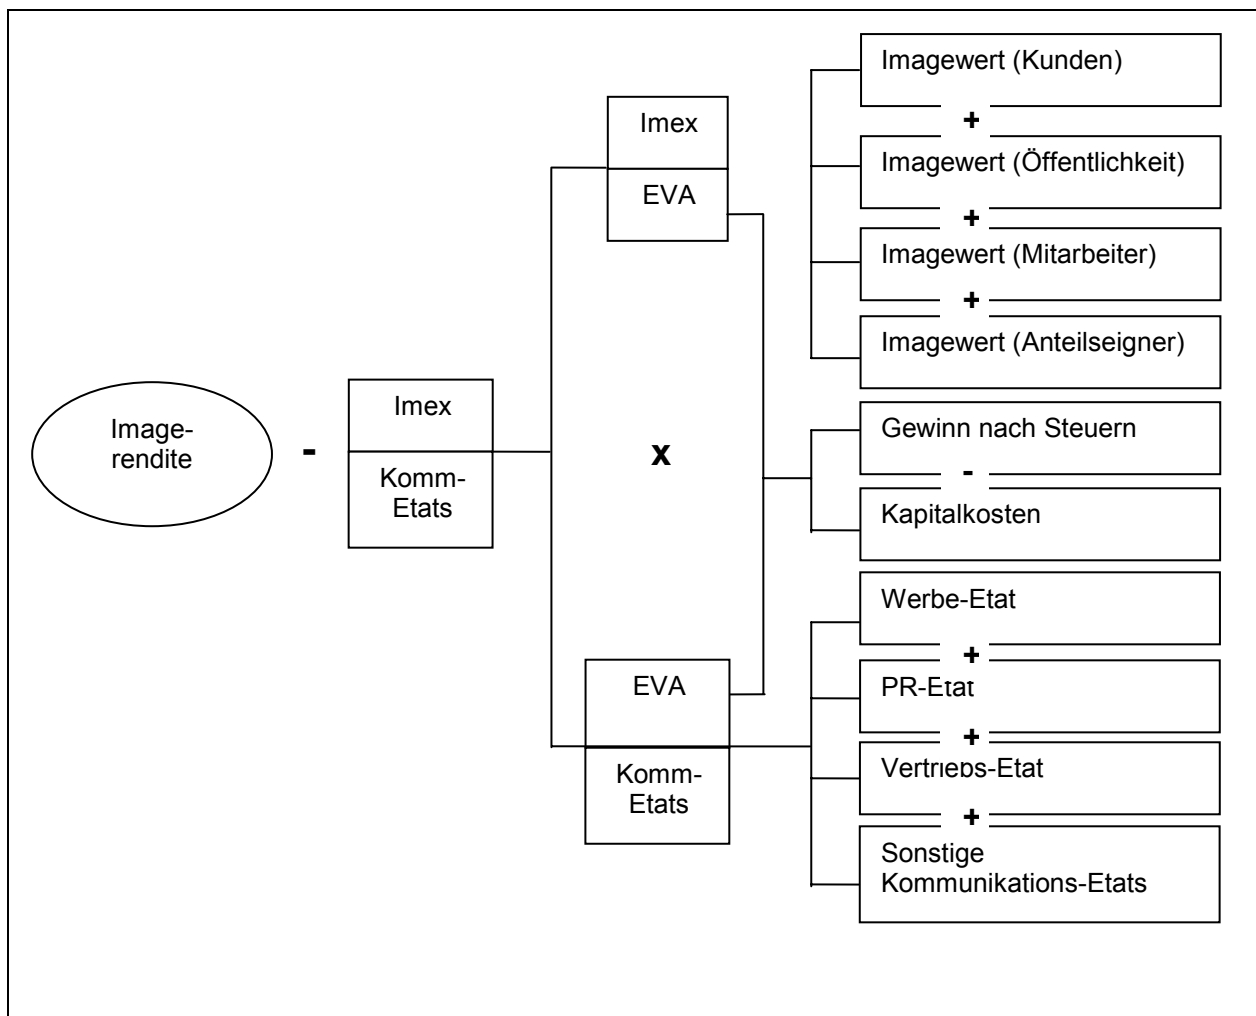 Image-
rendite
-
Imex
Komm-
Etats
Imex
EVA
x
EVA
Komm-
Etats
Imagewert (Kunden)
+
Imagewert (Öffentlichkeit)
+
Imagewert (Mitarbeiter)
+
Imagewert (Anteilseigner)
Gewinn nach Steuern
-
Kapitalkosten
Werbe-Etat
+
PR-Etat
+
Vertriebs-Etat
+
Sonstige
Kommunikations-Etats